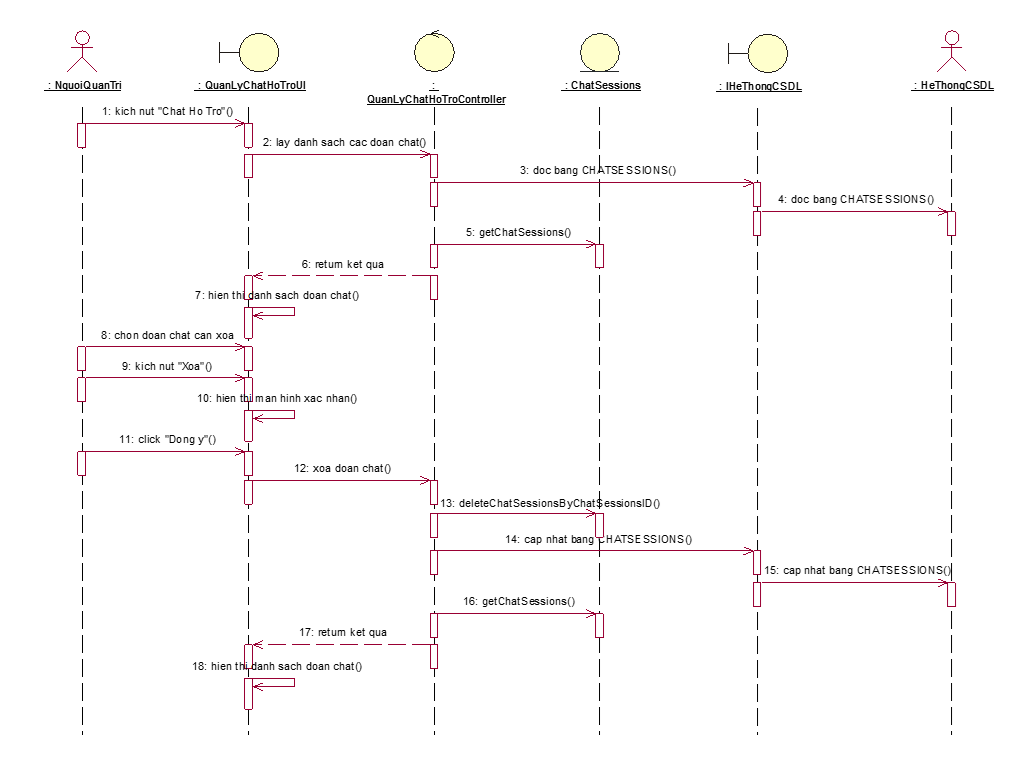 : NguoiQuanTri
: QuanLyChatHoTroUI
:
QuanLyChatHoTroController
: ChatSessions
: IHeThongCSDL
: HeThongCSDL
1: kich nut "Chat Ho Tro"()
2: lay danh sach cac doan chat()
3: doc bang CHATSESSIONS()
4: doc bang CHATSESSIONS()
5: getChatSessions()
6: return ket qua
7: hien thi danh sach doan chat()
8: chon doan chat can xoa
9: kich nut "Xoa"()
10: hien thi man hinh xac nhan()
11: click "Dong y"()
12: xoa doan chat()
13: deleteChatSessionsByChatSessionsID()
14: cap nhat bang CHATSESSIONS()
15: cap nhat bang CHATSESSIONS()
16: getChatSessions()
17: return ket qua
18: hien thi danh sach doan chat()